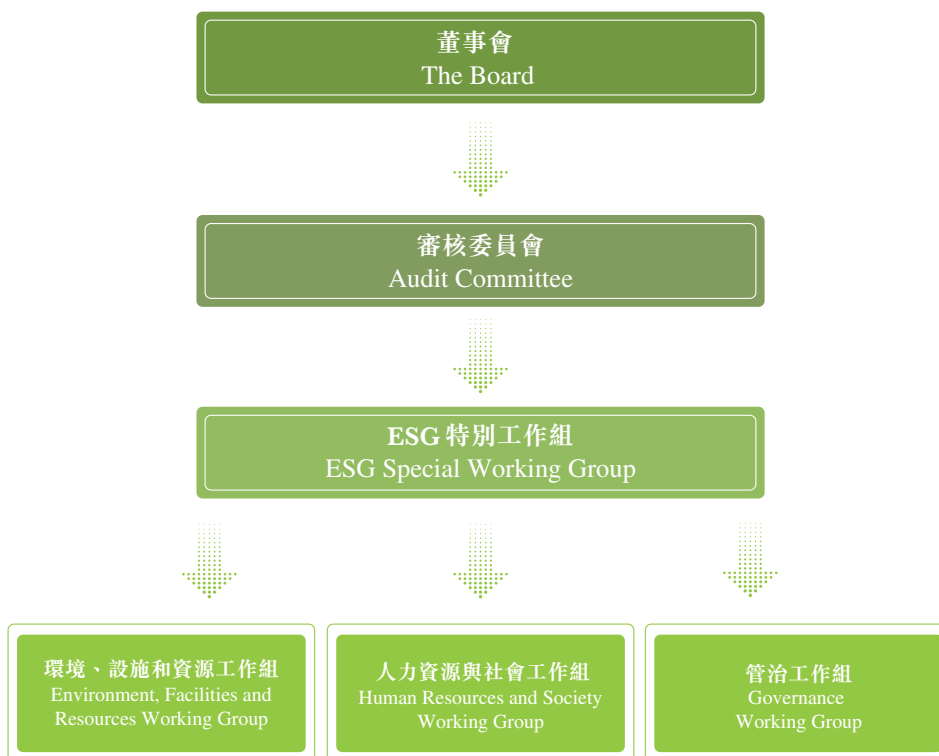 董事會
The Board
審核委員會
Audit Committee
ESG 特別工作組
ESG Special Working Group
環境、設施和資源工作組
Environment, Facilities and
Resources Working Group
人力資源與社會工作組
Human Resources and Society
Working Group
管治工作組
Governance
Working Group